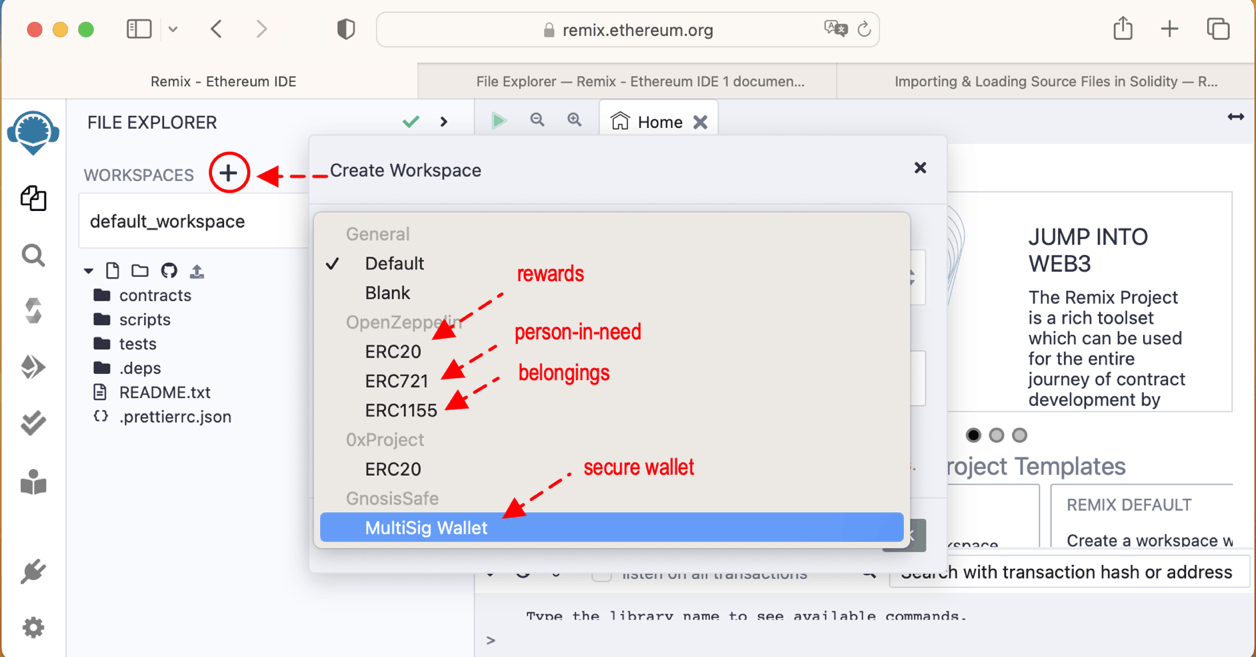 remix.ethereum.org
Remix - Ethereum IDE
File Explorer — Remix - Ethereum IDE 1 documen...
Importing & Loading Source Files in Solidity — R...
FILE EXPLORER
Home
WORKSPACES
Create Workspace
default_workspace
General
Default
Blank
OpenZeppelin
ERC20
ERC721
ERC1155
0xProject
ERC20
GnosisSafe
MultiSig Wallet
rewards
person-in-need
belongings
secure wallet
contracts
scripts
tests
.deps
README.txt
.prettierrc.json
JUMP INTO
WEB3
The Remix Project
is a rich toolset
which can be used
for the entire
journey of contract
development by
Templates
REMIX DEFAULT
Create a workspace
listen on all transactions
Search with transaction hash or address
Type the library name to see available commands.
>